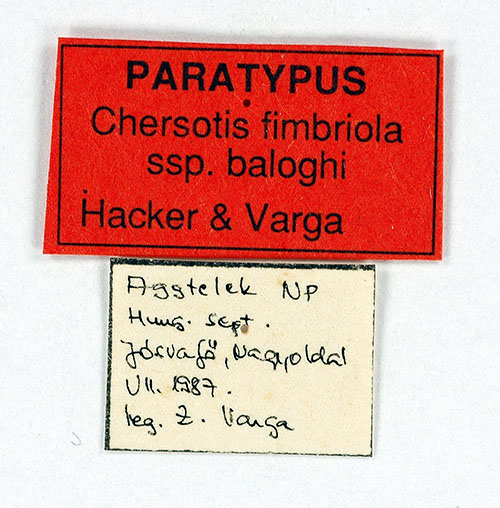 PARATYPUS
Chersotis fimbriola
ssp. baloghi
Hacker & Varga
Aggtelek NP
Hung. sept.
Jósvafő, Nagyoldal
VII. 1987.
leg. Z. Varga